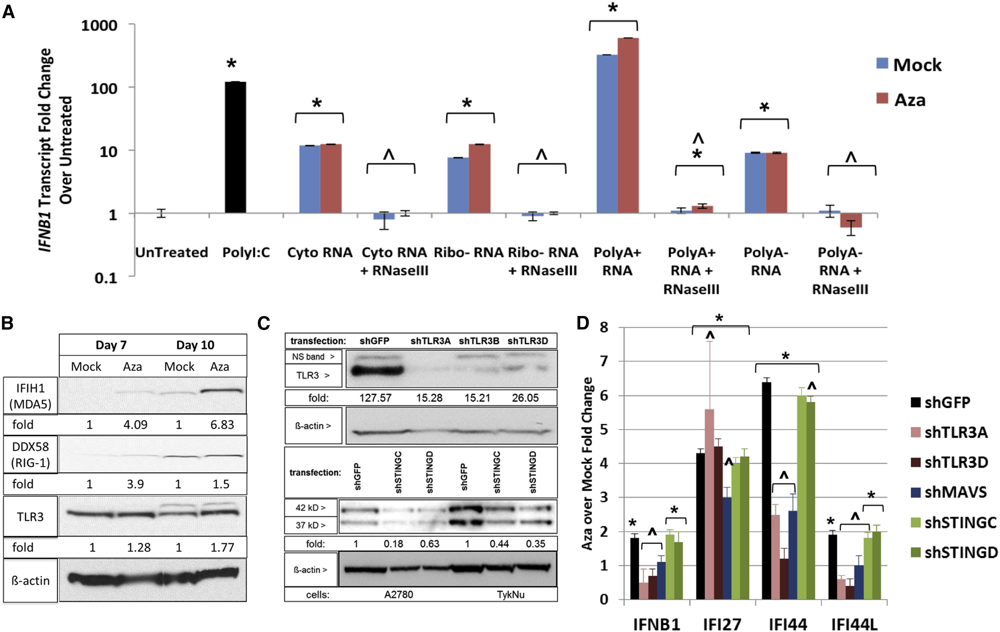 A
IFNB1 Transcript Fold Change
Over Untreated
1000
100
10
1
0.1
*
*
^
*
^
*
^
*
*
^
Mock
Aza
UnTreated
PolyI:C
Cyto RNA
Cyto RNA
+ RNaseIII
Ribo- RNA
Ribo- RNA
+ RNaseIII
PolyA+
RNA
PolyA+
RNA +
RNaseIII
PolyA-
RNA
PolyA-
RNA +
RNaseIII
B
Day 7 Day 10
Mock Aza Mock Aza
IFIH1
(MDA5)
fold 1 4.09 1 6.83
DDX58
(RIG-1)
fold 1 3.9 1 1.5
TLR3
fold 1 1.28 1 1.77
ß-actin
C
transfection: shGFP shTLR3A shTLR3B shTLR3D
NS band >
TLR3 >
fold: 127.57 15.28 15.21 26.05
ß-actin >
transfection: shGFP shSTINGC shSTINGD shGFP shSTINGC shSTINGD
42 kD >
37 kD >
fold: 1 0.18 0.63 1 0.44 0.35
ß-actin >
cells: A2780 TykNu
D
Aza over Mock Fold Change
8
7
6
5
4
3
2
1
0
*
^
*
*
^
^
*
^
^
*
^
*
IFNB1 IFI27 IFI44 IFI44L
shGFP
shTLR3A
shTLR3D
shMAVS
shSTINGC
shSTINGD